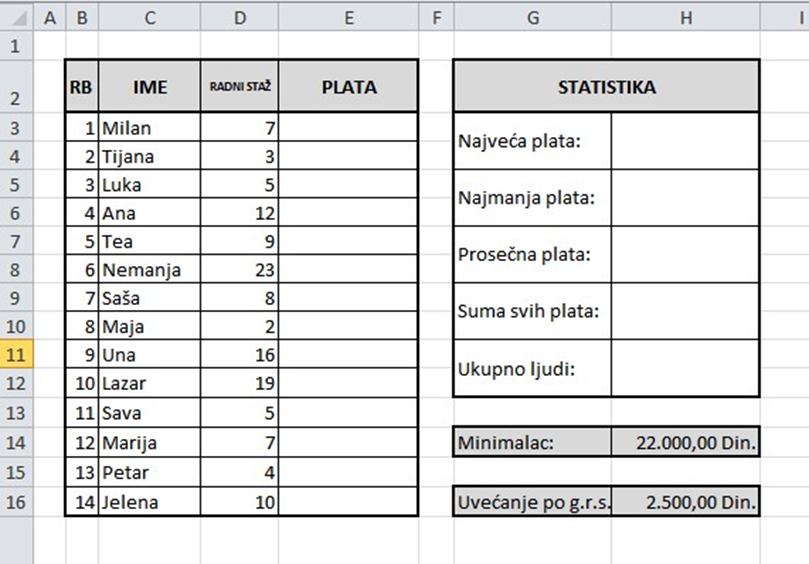 A B C D E F G H I
1
2 RB IME RADNI STAŽ PLATA STATISTIKA
3 1 Milan 7 Najveća plata:
4 2 Tijana 3
5 3 Luka 5 Najmanja plata:
6 4 Ana 12
7 5 Tea 9 Prosečna plata:
8 6 Nemanja 23
9 7 Saša 8 Suma svih plata:
10 8 Maja 2
11 9 Una 16 Ukupno ljudi:
12 10 Lazar 19
13 11 Sava 5
14 12 Marija 7 Minimalac: 22.000,00 Din.
15 13 Petar 4
16 14 Jelena 10 Uvećanje po g.r.s. 2.500,00 Din.